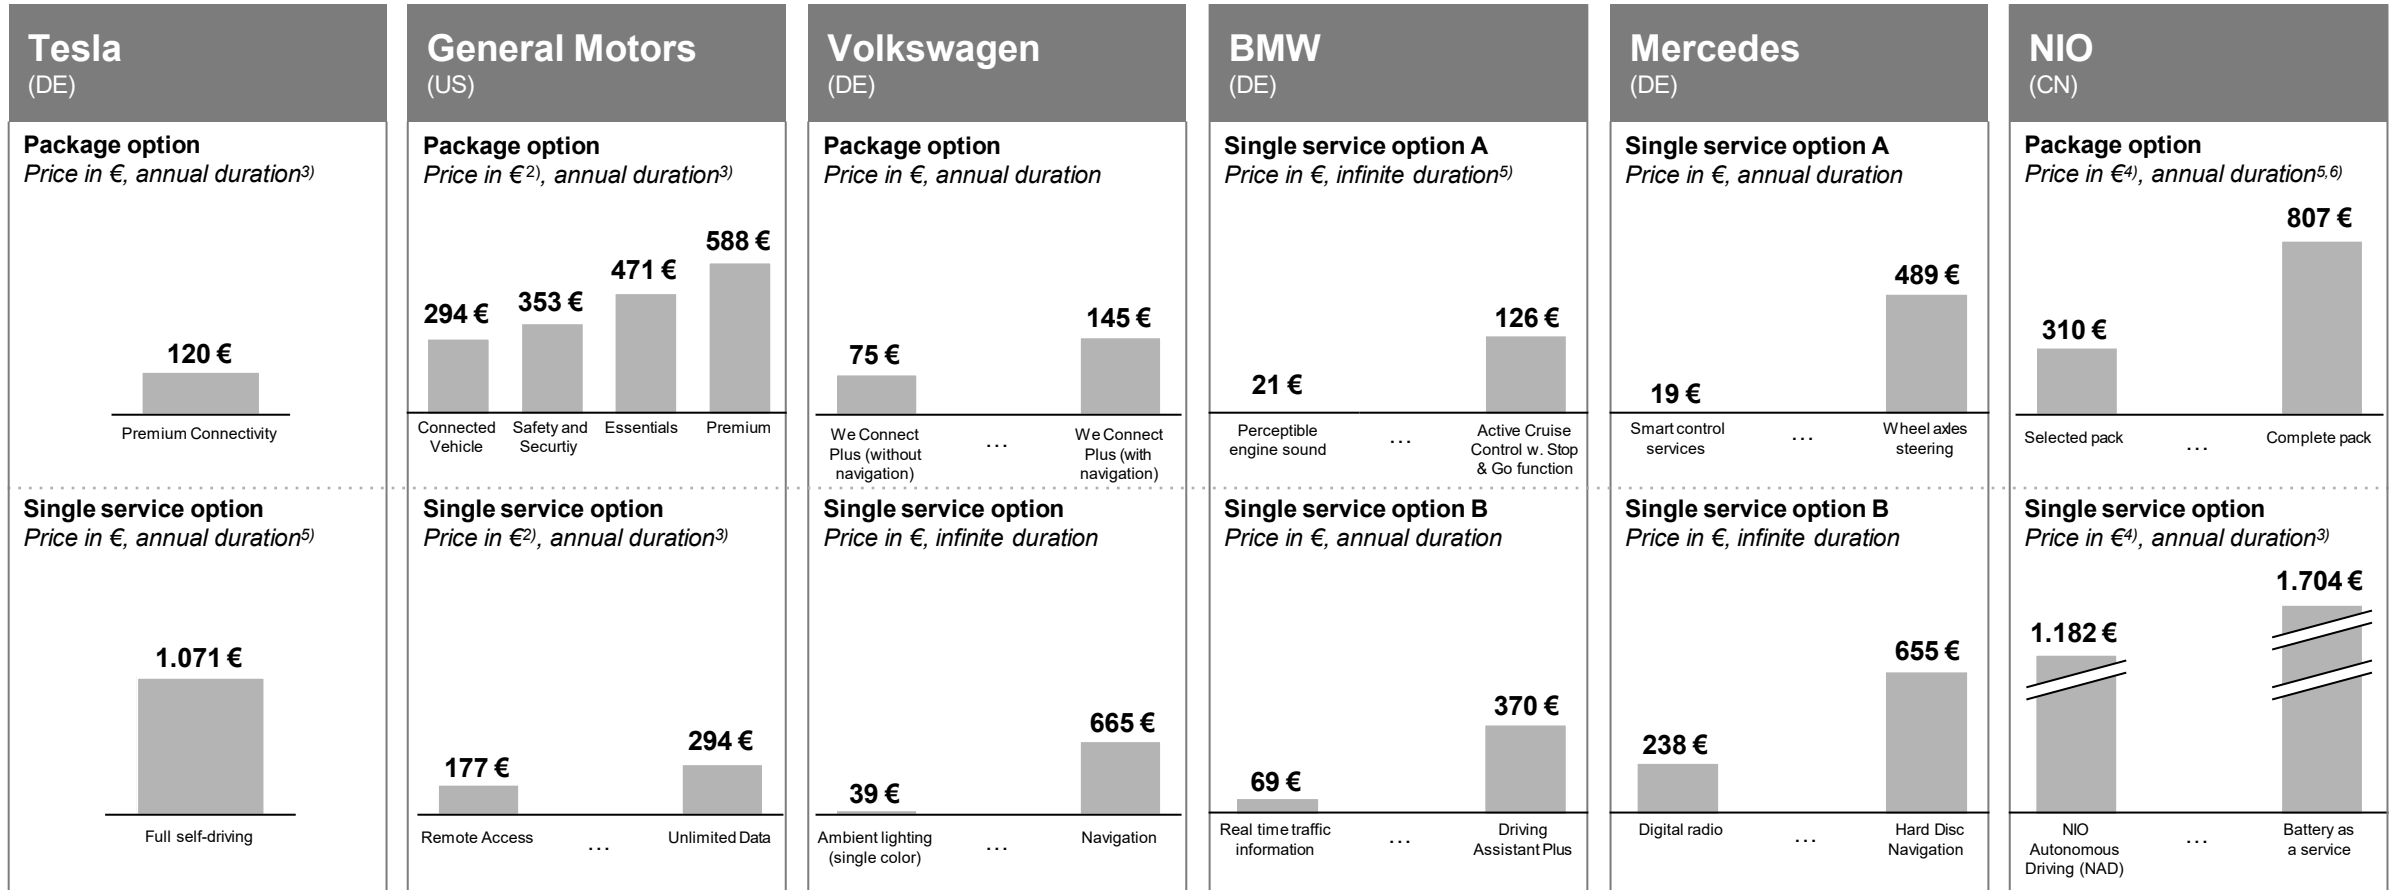 Tesla
(DE)
Package option
Price in €, annual duration3)
120 €
Premium Connectivity
Single service option
Price in €, annual duration5)
1.071 €
Full self-driving
General Motors
(US)
Package option
Price in €2), annual duration3)
294 €
353 €
471 €
588 €
Connected
Vehicle
Safety and
Securtiy
Essentials
Premium
Single service option
Price in €2), annual duration3)
177 €
294 €
Remote Access
...
Unlimited Data
Volkswagen
(DE)
Package option
Price in €, annual duration
75 €
145 €
We Connect
Plus (without
navigation)
...
We Connect
Plus (with
navigation)
Single service option
Price in €, infinite duration
39 €
665 €
Ambient lighting
(single color)
...
Navigation
BMW
(DE)
Single service option A
Price in €, infinite duration5)
21 €
126 €
Perceptible
engine sound
...
Active Cruise
Control w. Stop
& Go function
Single service option B
Price in €, annual duration
69 €
370 €
Real time traffic
information
...
Driving
Assistant Plus
Mercedes
(DE)
Single service option A
Price in €, annual duration
19 €
489 €
Smart control
services
...
Wheel axles
steering
Single service option B
Price in €, infinite duration
238 €
655 €
Digital radio
...
Hard Disc
Navigation
NIO
(CN)
Package option
Price in €4), annual duration5,6)
310 €
807 €
Selected pack
...
Complete pack
Single service option
Price in €4), annual duration3)
1.182 €
1.704 €
NIO
Autonomous
Driving (NAD)
...
Battery as
a service